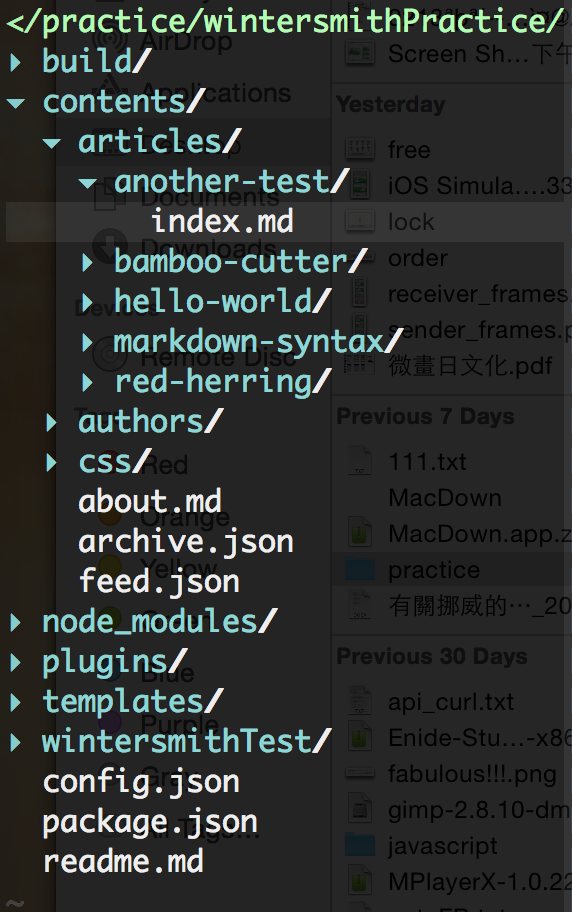 </practice/wintersmithPractice/
build/
contents/
articles/
another-test/
index.md
bamboo-cutter/
hello-world/
markdown-syntax/
red-herring/
authors/
css/
about.md
archive.json
feed.json
node_modules/
plugins/
templates/
wintersmithTest/
config.json
package.json
readme.md
~
AirDrop
Applications
Documents
Downloads
Remote Disc
Red
Orange
Yellow
Blue
Purple
Screen Sh...下午
Yesterday
free
iOS Simula....33
lock
order
receiver_frames.
sender_frames.p
微畫日文化.pdf
Previous 7 Days
111.txt
MacDown
MacDown.app.z
practice
有關挪威的…_20
Previous 30 Days
api_curl.txt
Enide-Stu...-x86
fabulous!!!.png
gimp-2.8.10-dm
javascript
MPlayerX-1.0.22